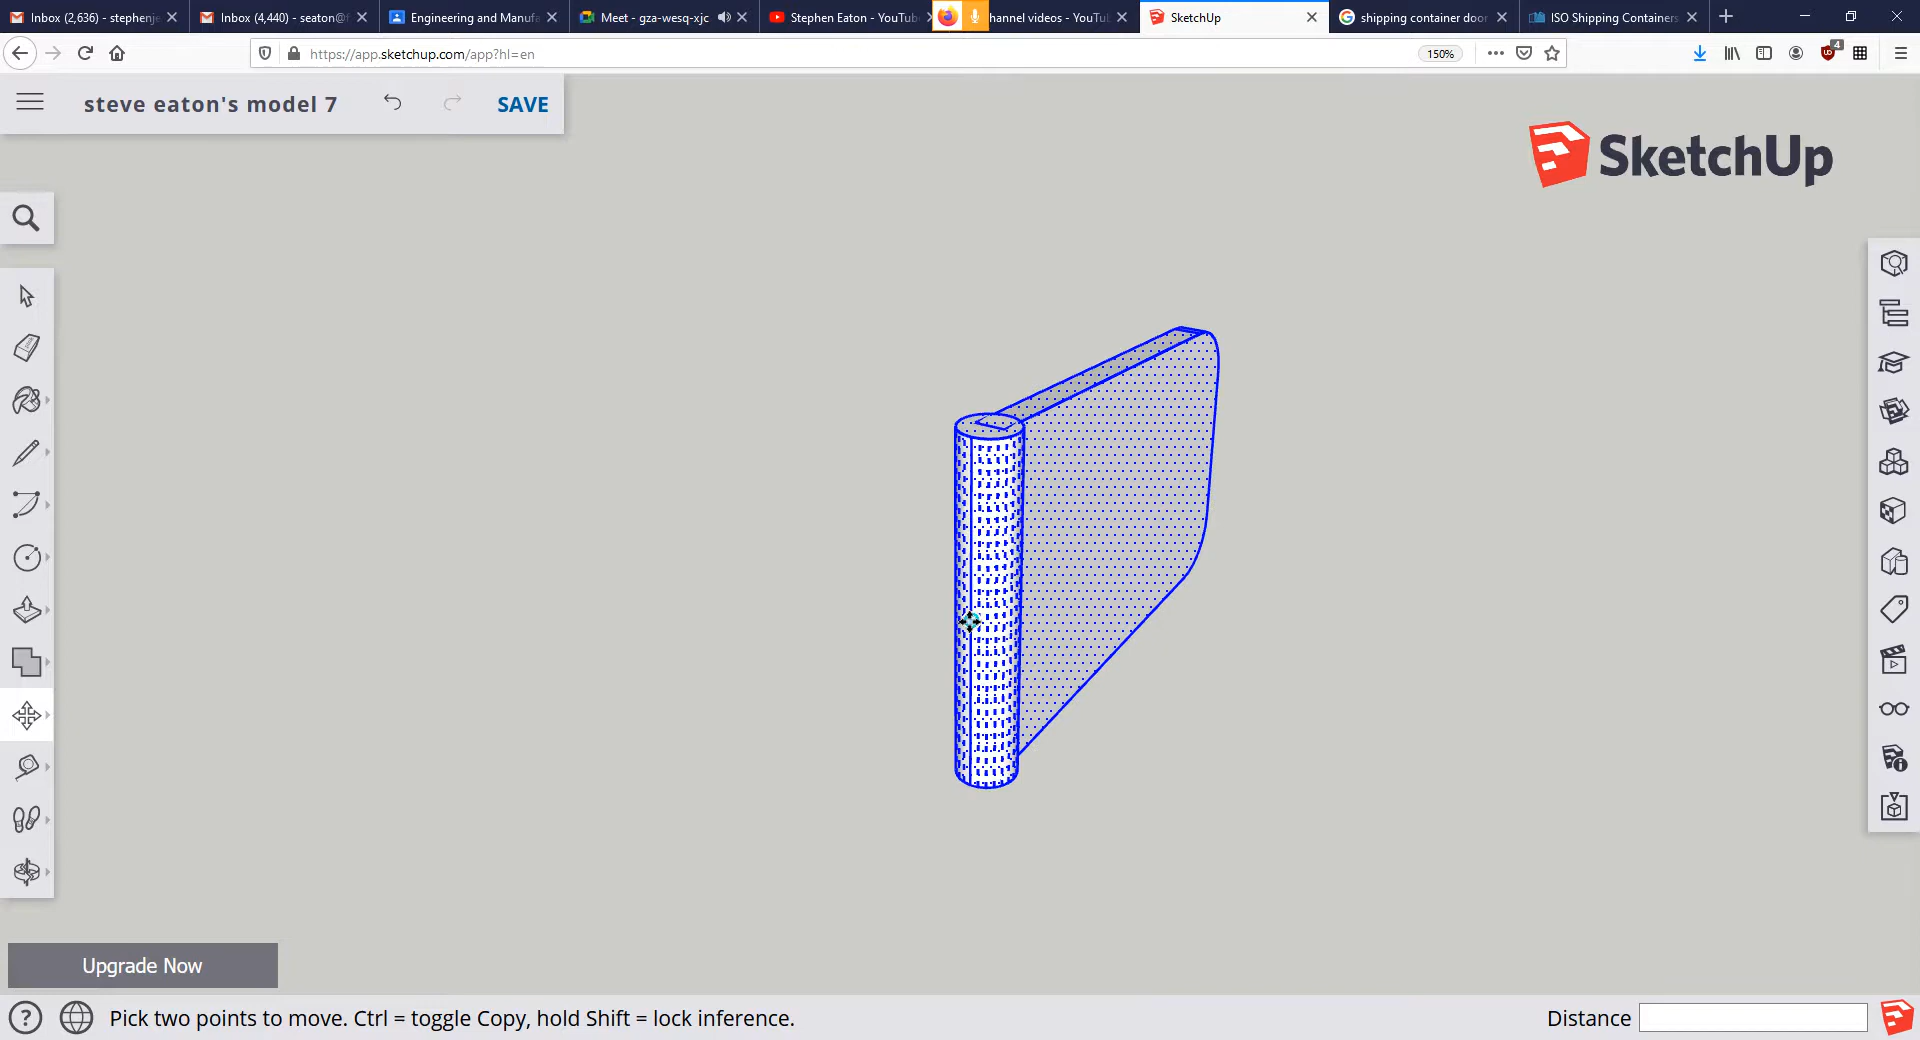 Inbox (2,636) - stephenje
Inbox (4,440) - seaton@f
Engineering and Manufa
Meet - gza-wesq-xjc
Stephen Eaton - YouTub
hannel videos - YouTu
SketchUp
shipping container door
ISO Shipping Containers
https://app.sketchup.com/app?hl=en
150%
4
steve eaton's model 7
SAVE
SketchUp
Upgrade Now
Pick two points to move. Ctrl = toggle Copy, hold Shift = lock inference.
Distance